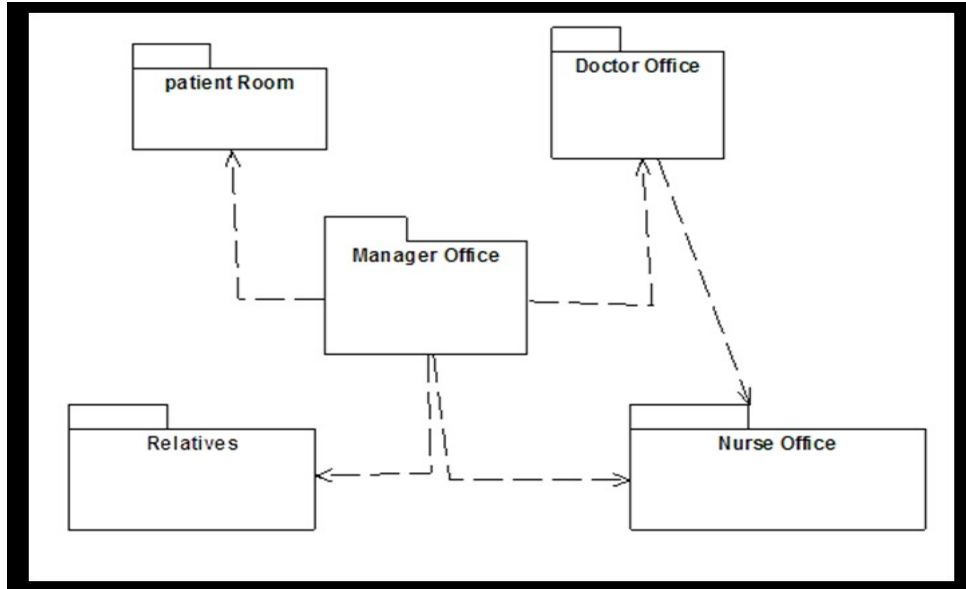 patient Room
Doctor Office
Manager Office
Relatives
Nurse Office